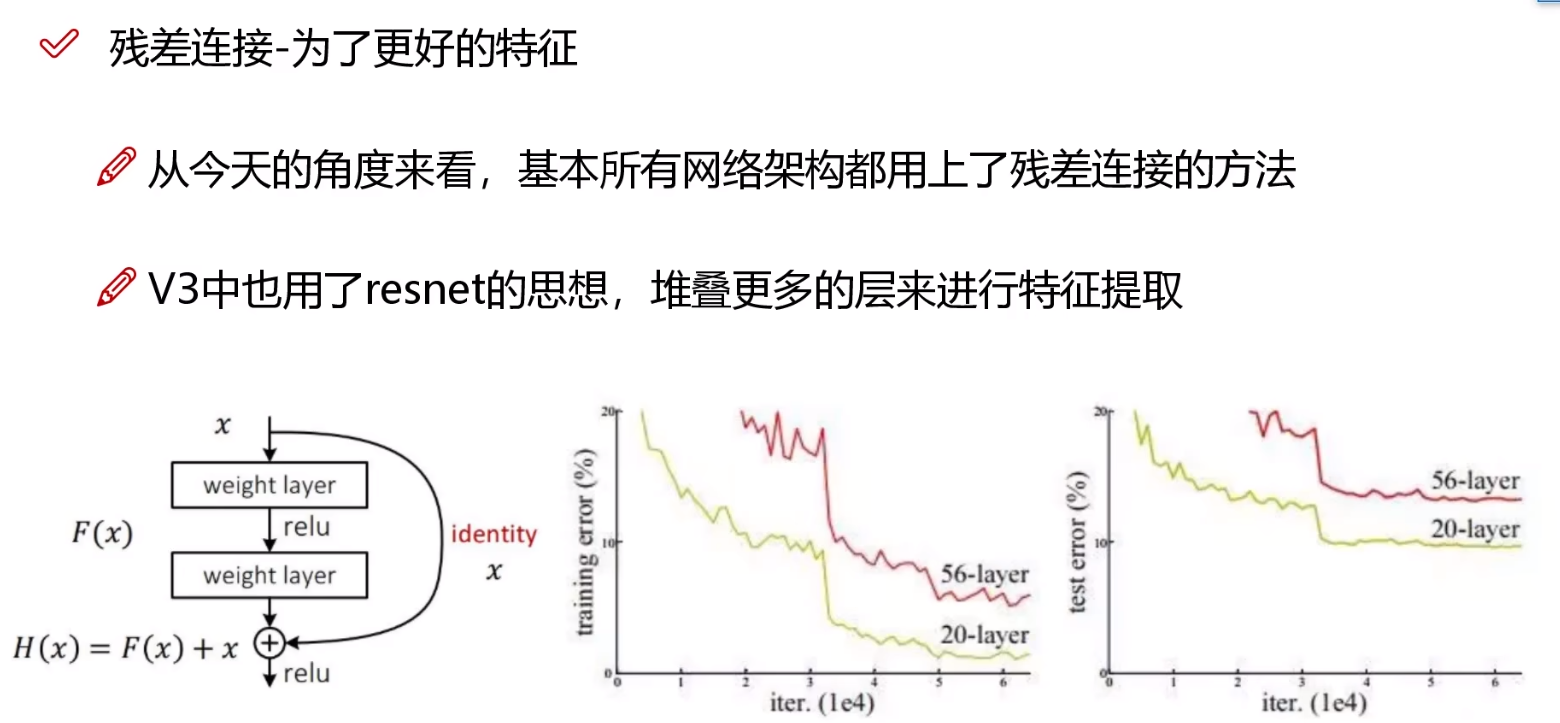 残差连接-为了更好的特征
从今天的角度来看，基本所有网络架构都用上了残差连接的方法
V3中也用了resnet的思想，堆叠更多的层来进行特征提取
x
weight layer
F(x)
relu
identity
x
weight layer
H(x) = F(x) + x
+
relu
training error (%)
20
10
0
56-layer
20-layer
0 1 2 3 4 5 6
iter. (1e4)
test error (%)
20
10
0
56-layer
20-layer
0 1 2 3 4 5 6
iter. (1e4)